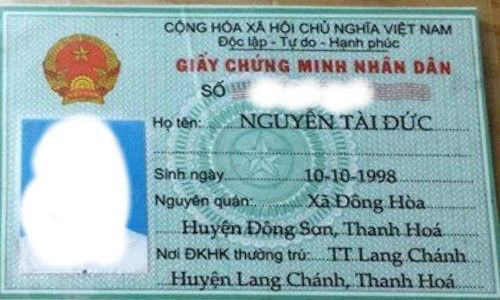 CỘNG HÒA XÃ HỘI CHỦ NGHĨA VIỆT NAM
Độc lập - Tự do - Hạnh phúc
GIẤY CHỨNG MINH NHÂN DÂN
SỐ
Họ tên: NGUYỄN TÀI ĐỨC
Sinh ngày 10-10-1998
Nguyên quán: Xã Đông Hòa
Huyện Đông Sơn, Thanh Hoá
Nơi ĐKHK thường trú: TT Lang Chánh
Huyện Lang Chánh, Thanh Hoá